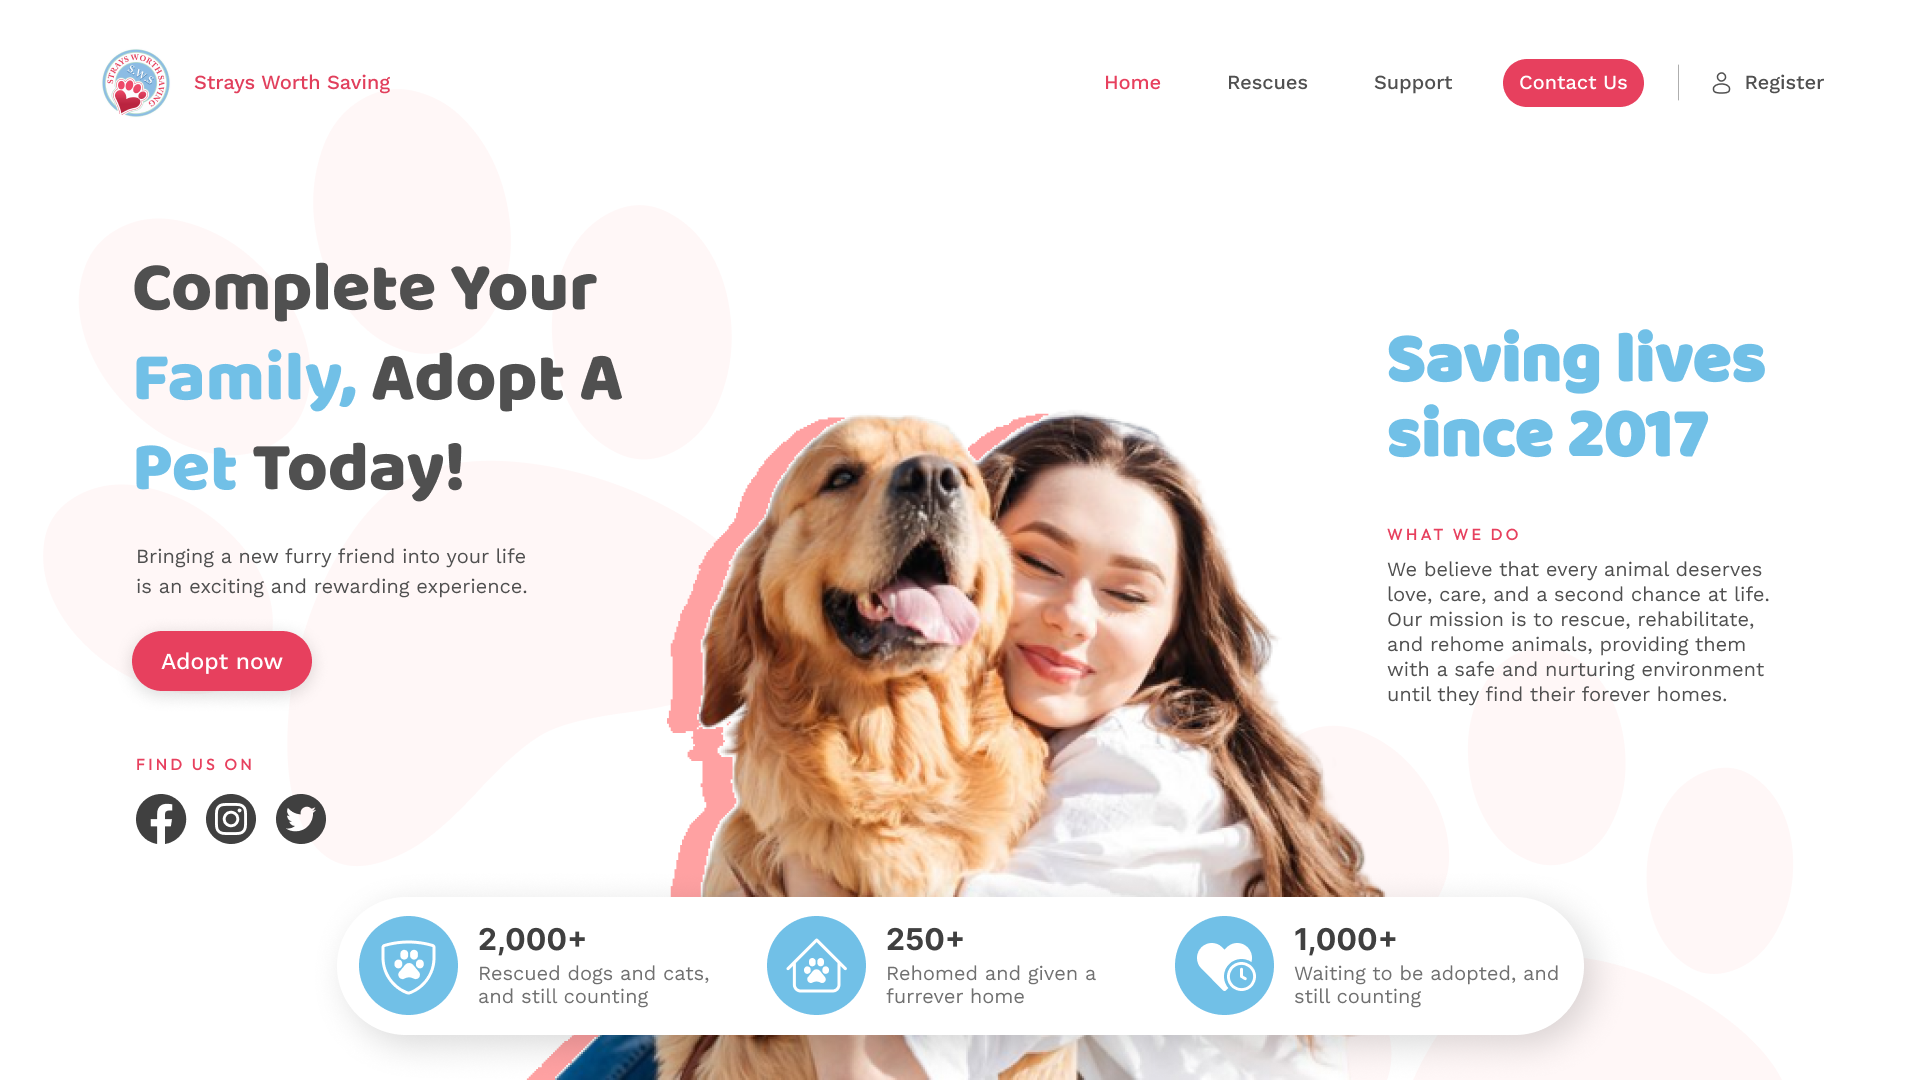 STRAYS WORTH SAVING
S.A.W.S
Strays Worth Saving
Home
Rescues
Support
Contact Us
Register
Complete Your
Family, Adopt A
Pet Today!
Bringing a new furry friend into your life
is an exciting and rewarding experience.
Adopt now
FIND US ON
Saving lives
since 2017
WHAT WE DO
We believe that every animal deserves
love, care, and a second chance at life.
Our mission is to rescue, rehabilitate,
and rehome animals, providing them
with a safe and nurturing environment
until they find their forever homes.
2,000+
Rescued dogs and cats,
and still counting
250+
Rehomed and given a
furrever home
1,000+
Waiting to be adopted, and
still counting